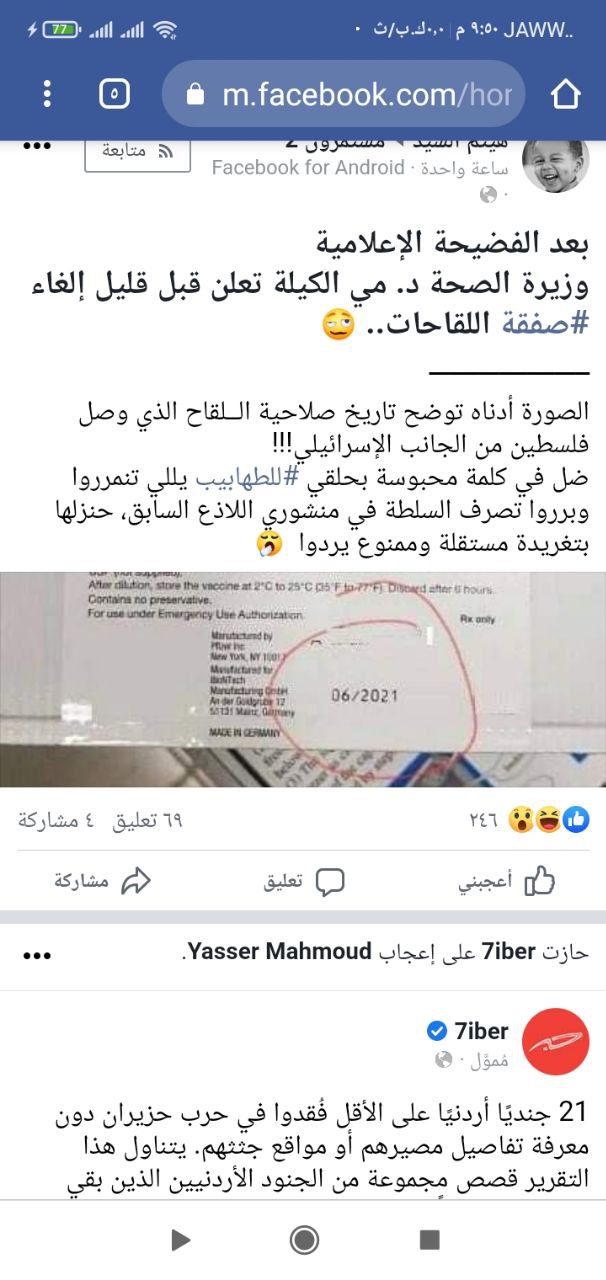 77
٠,٠ك.ب/ث | ٩:٥٠ م JAWW..
٥
m.facebook.com/hor
متابعة
هيثم السيد ◂ مستمرون 2
ساعة واحدة · Facebook for Android
بعد الفضيحة الإعلامية
وزيرة الصحة د. مي الكيلة تعلن قبل قليل إلغاء
#صفقة اللقاحات..
الصورة أدناه توضح تاريخ صلاحية الـلقاح الذي وصل
فلسطين من الجانب الإسرائيلي!!!
ضل في كلمة محبوسة بحلقي #للطهابيب يللي تنمرروا
وبرروا تصرف السلطة في منشوري اللاذع السابق، حنزلها
بتغريدة مستقلة وممنوع يردوا
After dilution, store the vaccine at 2°C to 25°C (35°F to 77°F). Discard after 6 hours.
Contains no preservative.
For use under Emergency Use Authorization.
Rx only
Manufactured by
Pfizer Inc.
New York, NY 10017
Manufactured for
BioNTech
Manufacturing GmbH
An der Goldgrube 12
55131 Mainz, Germany
MADE IN GERMANY
06/2021
٢٤٦
٦٩ تعليق ٤ مشاركة
أعجبني
تعليق
مشاركة
حازت 7iber على إعجاب Yasser Mahmoud.
7iber
مُموَّل ·
21 جنديًا أردنيًا على الأقل فُقدوا في حرب حزيران دون
معرفة تفاصيل مصيرهم أو مواقع جثثهم. يتناول هذا
التقرير قصص مجموعة من الجنود الأردنيين الذين بقي